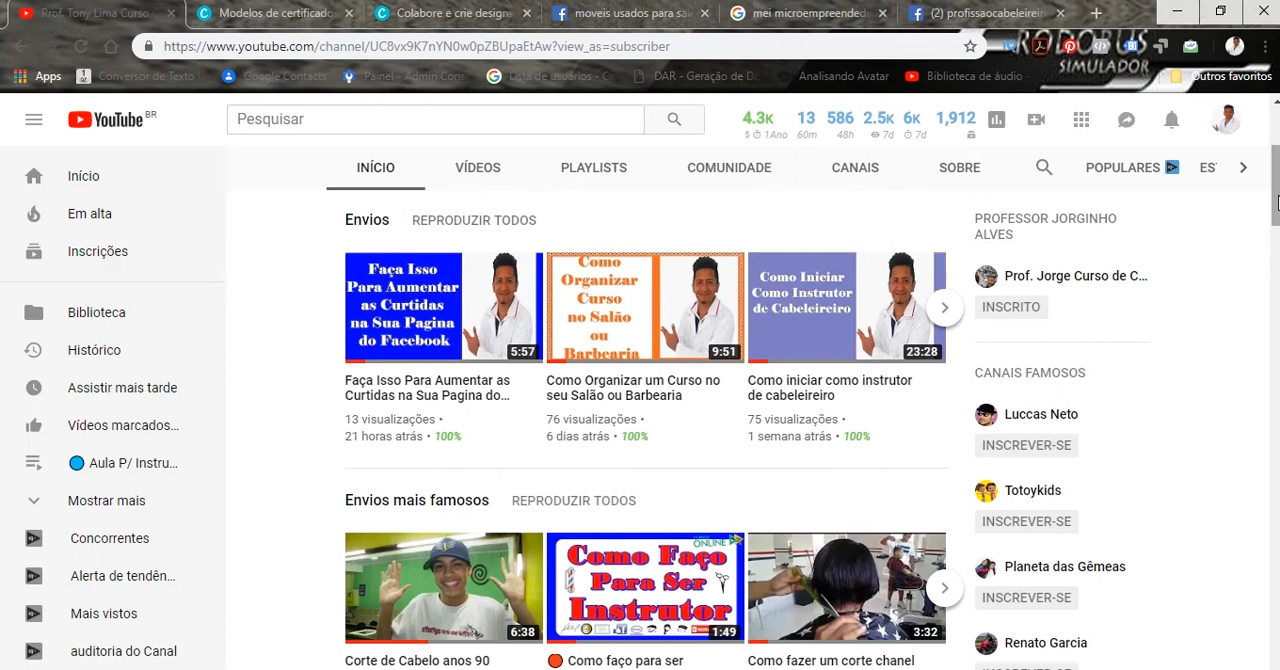 Prof. Tony Lima Curso
Modelos de certificado
Colabore e crie designs
moveis usados para sal
mei microempreended
(2) profissaocabeleireir
https://www.youtube.com/channel/UC8vx9K7nYN0w0pZBUpaEtAw?view_as=subscriber
RODOBUS
SIMULADOR
Apps
Conversor de Texto
Google Contacts
Painel - Admin Cons
Lista de usuários - Co
DAR - Geração de Do
Analisando Avatar
Biblioteca de áudio
Outros favoritos
YouTube BR
Pesquisar
4.3K 13 586 2.5K 6K 1,912
$ 1Ano 60m 48h 7d 7d
INÍCIO VÍDEOS PLAYLISTS COMUNIDADE CANAIS SOBRE POPULARES ES
Início
Em alta
Inscrições
Biblioteca
Histórico
Assistir mais tarde
Vídeos marcados...
Aula P/ Instru...
Mostrar mais
Concorrentes
Alerta de tendên...
Mais vistos
auditoria do Canal
Envios REPRODUZIR TODOS
Faça Isso
Para Aumentar
as Curtidas
na Sua Pagina
do Facebook
5:57
Faça Isso Para Aumentar as
Curtidas na Sua Pagina do...
13 visualizações •
21 horas atrás • 100%
Como
Organizar
Curso
no Salão
ou
Barbearia
9:51
Como Organizar um Curso no
seu Salão ou Barbearia
76 visualizações •
6 dias atrás • 100%
Como Iniciar
Como Instrutor
de Cabeleireiro
23:28
Como iniciar como instrutor
de cabeleireiro
75 visualizações •
1 semana atrás • 100%
Envios mais famosos REPRODUZIR TODOS
6:38
Corte de Cabelo anos 90
ONLINE
Como Faço
Para Ser
Instrutor
1:49
Como faço para ser
3:32
Como fazer um corte chanel
PROFESSOR JORGINHO
ALVES
Prof. Jorge Curso de C...
INSCRITO
CANAIS FAMOSOS
Luccas Neto
INSCREVER-SE
Totoykids
INSCREVER-SE
Planeta das Gêmeas
INSCREVER-SE
Renato Garcia